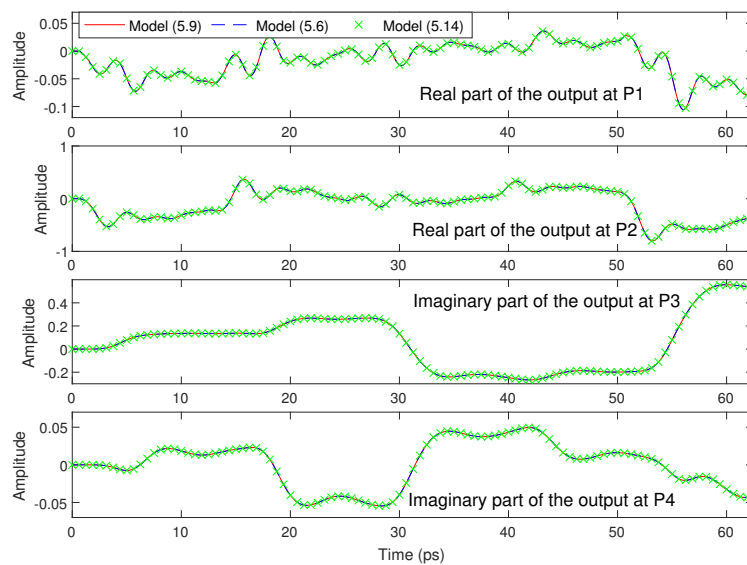 Model (5.9) Model (5.6) Model (5.14)
0
-0.05
-0.1
Amplitude
Real part of the output at P1
0 10 20 30 40 50 60
1
0
-1
Amplitude
Real part of the output at P2
0 10 20 30 40 50 60
0.4
0.2
-0.2
Amplitude
Imaginary part of the output at P3
0 10 20 30 40 50 60
0.05
0
-0.05
Amplitude
Imaginary part of the output at P4
0 10 20 30 40 50 60
Time (ps)